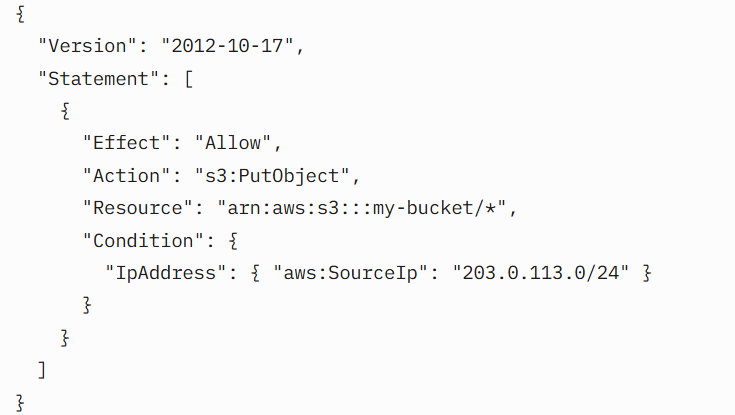 {
  "Version": "2012-10-17",
  "Statement": [
    {
      "Effect": "Allow",
      "Action": "s3:PutObject",
      "Resource": "arn:aws:s3:::my-bucket/*",
      "Condition": {
        "IpAddress": { "aws:SourceIp": "203.0.113.0/24" }
      }
    }
  ]
}